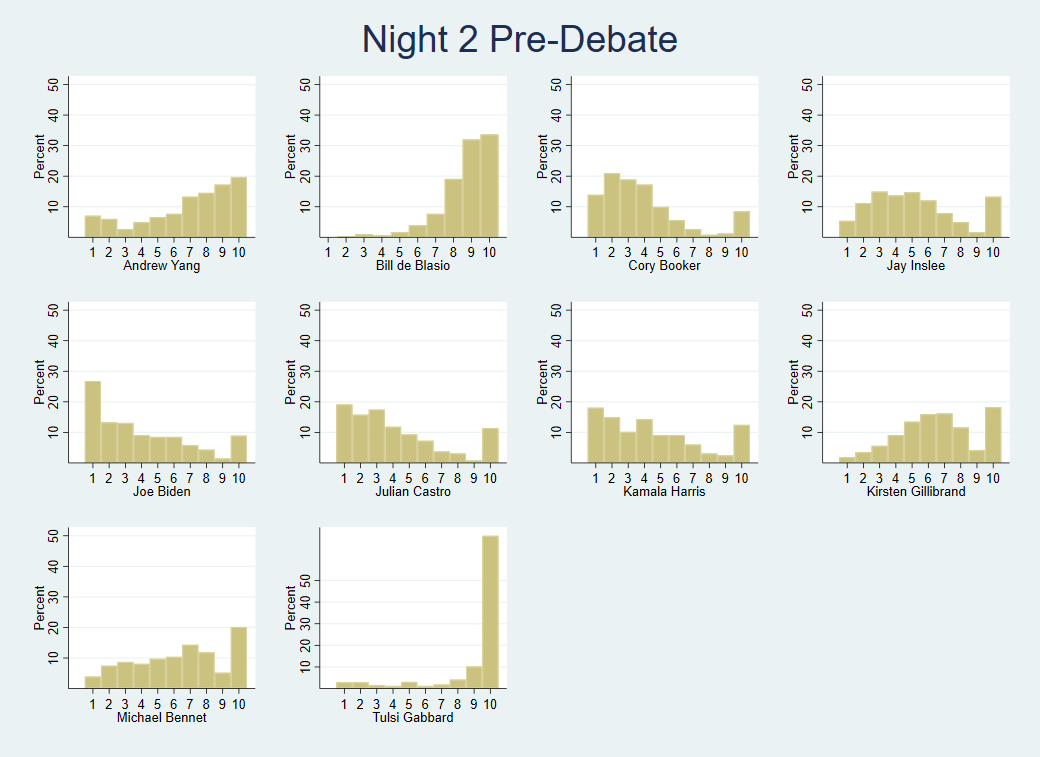 Night 2 Pre-Debate
Percent
10 20 30 40 50
1 2 3 4 5 6 7 8 9 10
Andrew Yang
Percent
10 20 30 40 50
1 2 3 4 5 6 7 8 9 10
Bill de Blasio
Percent
10 20 30 40 50
1 2 3 4 5 6 7 8 9 10
Cory Booker
Percent
10 20 30 40 50
1 2 3 4 5 6 7 8 9 10
Jay Inslee
Percent
10 20 30 40 50
1 2 3 4 5 6 7 8 9 10
Joe Biden
Percent
10 20 30 40 50
1 2 3 4 5 6 7 8 9 10
Julian Castro
Percent
10 20 30 40 50
1 2 3 4 5 6 7 8 9 10
Kamala Harris
Percent
10 20 30 40 50
1 2 3 4 5 6 7 8 9 10
Kirsten Gillibrand
Percent
10 20 30 40 50
1 2 3 4 5 6 7 8 9 10
Michael Bennet
Percent
10 20 30 40 50
1 2 3 4 5 6 7 8 9 10
Tulsi Gabbard